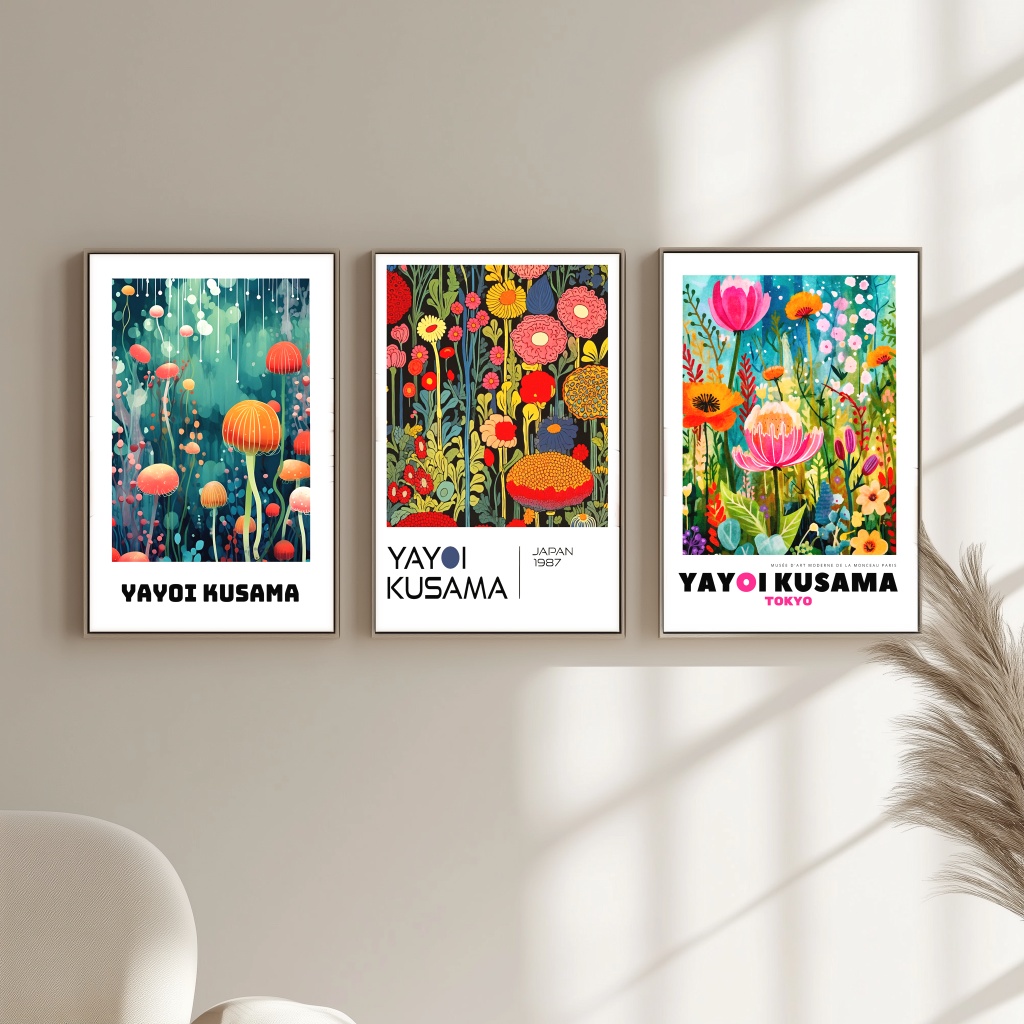 YAYOI KUSAMA
YAYOI
KUSAMA
JAPAN
1987
MUSÉE D'ART MODERNE DE LA MONCEAU PARIS
YAYOI KUSAMA
TOKYO